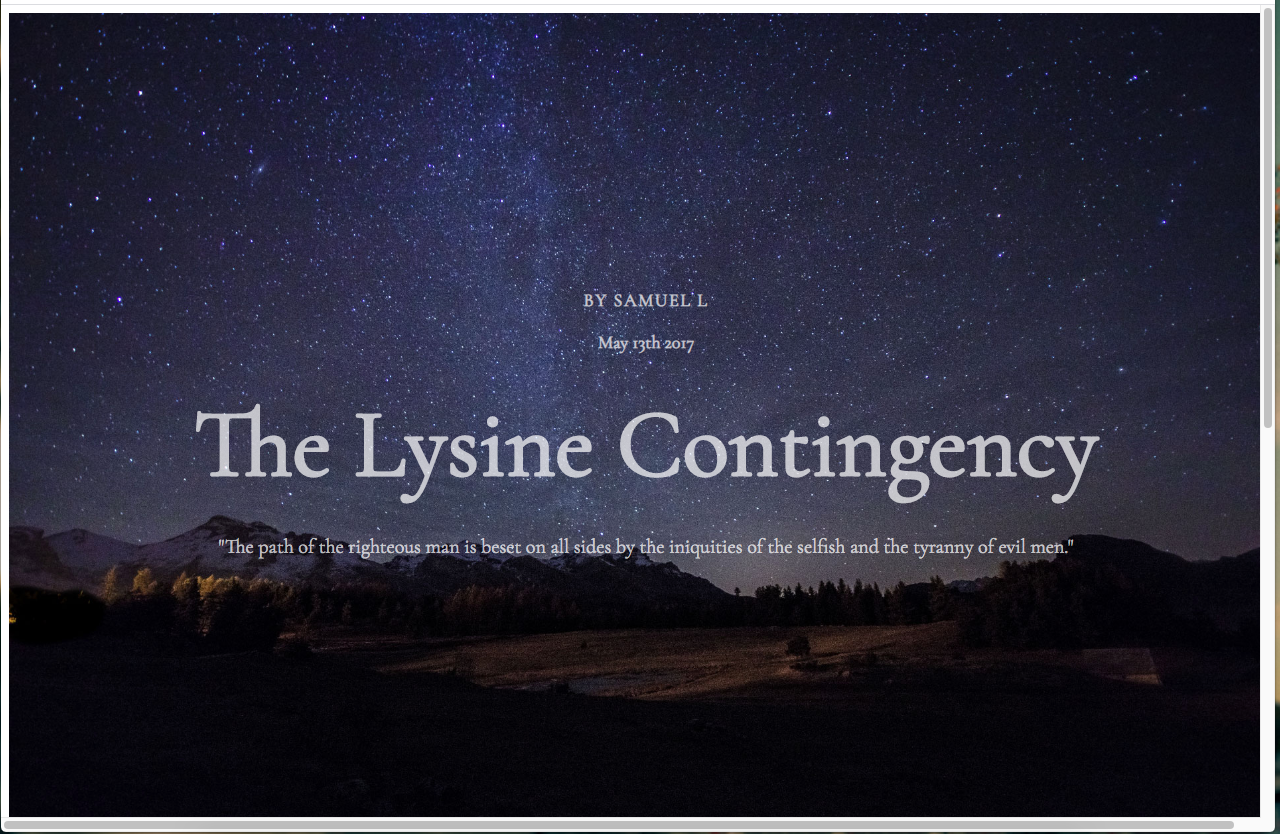 BY SAMUEL L
May 13th 2017
The Lysine Contingency
"The path of the righteous man is beset on all sides by the iniquities of the selfish and the tyranny of evil men."